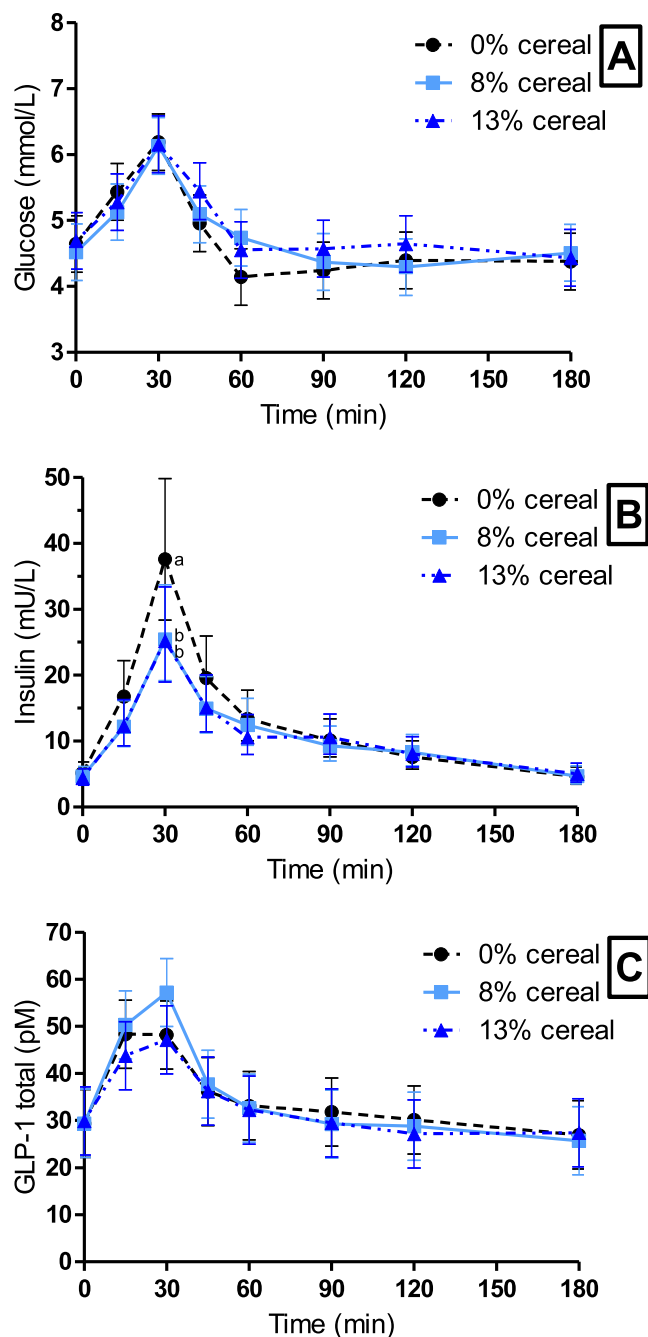 8
7
6
5
4
3
Glucose (mmol/L)
0% cereal
8% cereal
13% cereal
A
0 30 60 90 120 150 180
Time (min)
50
40
30
20
10
0
Insulin (mU/L)
0% cereal
8% cereal
13% cereal
B
a
b
b
0 30 60 90 120 150 180
Time (min)
70
60
50
40
30
20
10
0
GLP-1 total (pM)
0% cereal
8% cereal
13% cereal
C
0 30 60 90 120 150 180
Time (min)